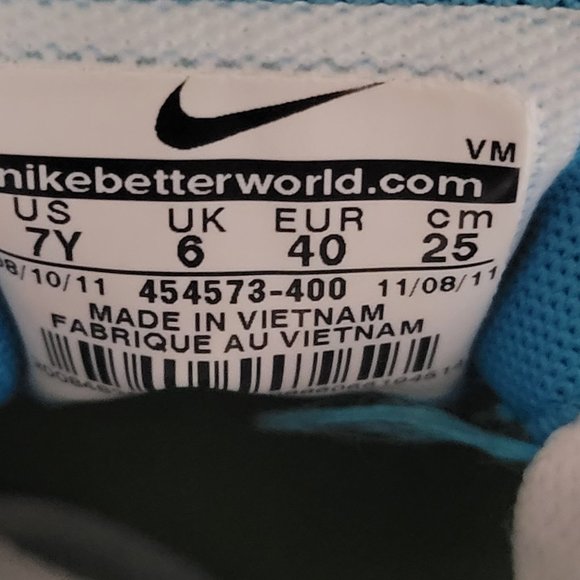 VM
nikebetterworld.com
US UK EUR cm
7Y 6 40 25
08/10/11 454573-400 11/08/11
MADE IN VIETNAM
FABRIQUE AU VIETNAM